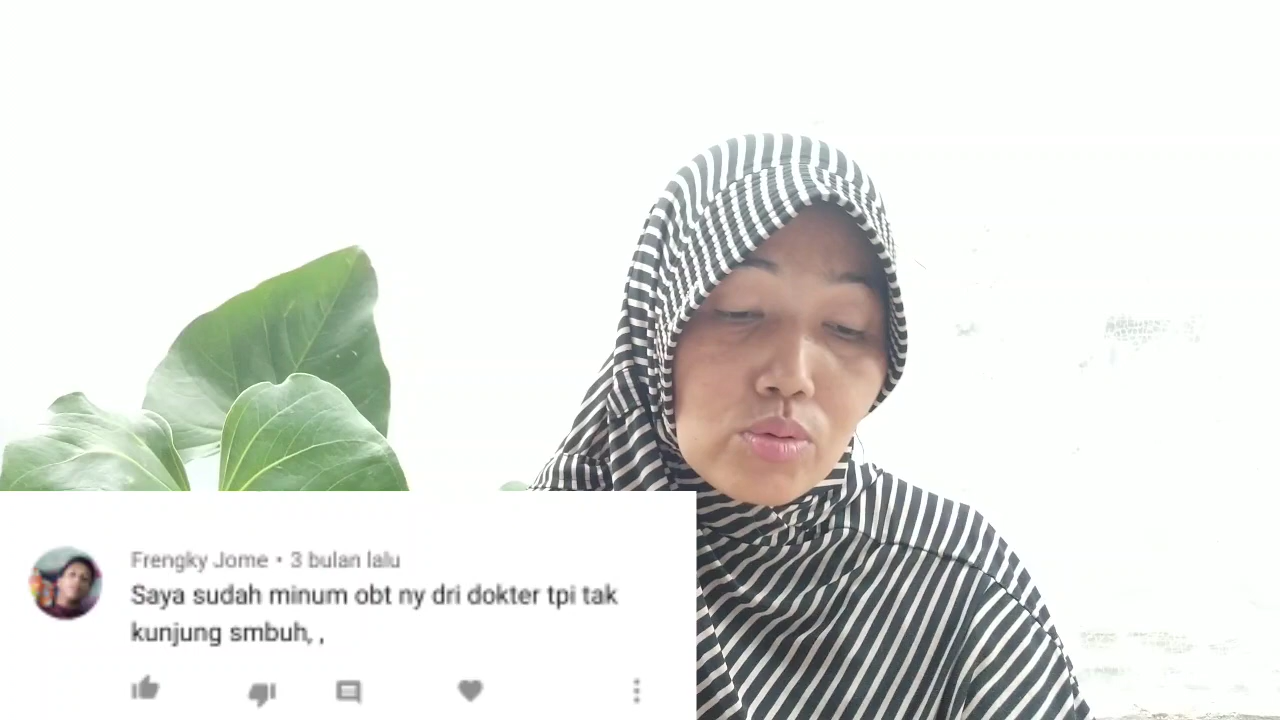 Frengky Jome • 3 bulan lalu
Saya sudah minum obt ny dri dokter tpi tak
kunjung smbuh, ,